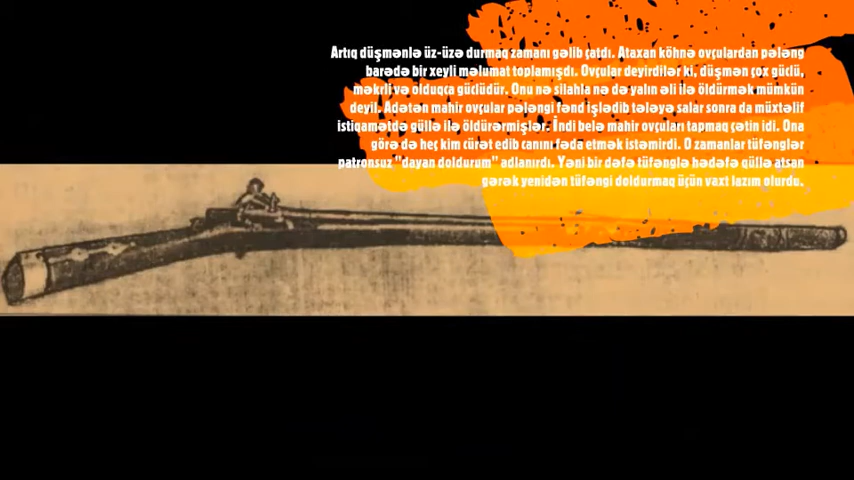 Artıq düşmənlə üz-üzə durmaq zamanı gəlib çatdı. Ataxan köhnə ovçulardan pələng
barədə bir xeyli məlumat toplamışdı. Ovçular deyirdilər ki, düşmən çox güclü,
məkrli və olduqca güclüdür. Onu nə silahla nə də yalın əli ilə öldürmək mümkün
deyil. Adətən mahir ovçular pələngi fənd işlədib tələyə salar sonra da müxtəlif
istiqamətdə güllə ilə öldürərmişlər. İndi belə mahir ovçuları tapmaq çətin idi. Ona
görə də heç kim cürət edib canını fəda etmək istəmirdi. O zamanlar tüfənglər
patronsuz "dayan doldurum" adlanırdı. Yəni bir dəfə tüfənglə hədəfə güllə atsan
gərək yenidən tüfəngi doldurmaq üçün vaxt lazım olurdu.